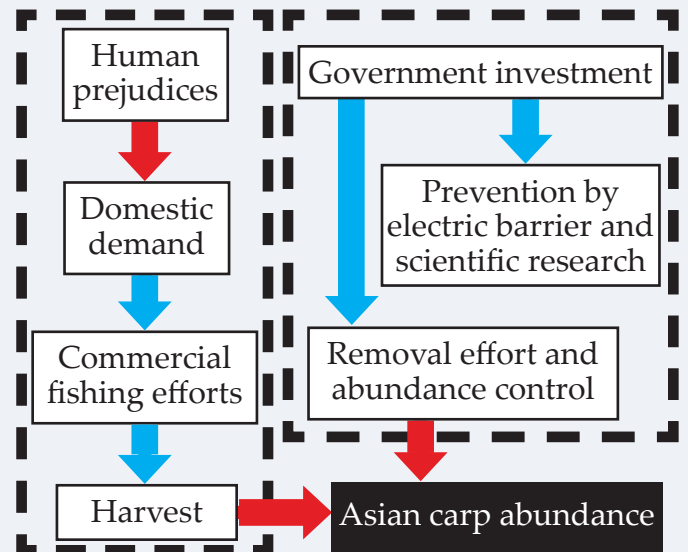 Human
prejudices
Domestic
demand
Commercial
fishing efforts
Harvest
Government investment
Prevention by
electric barrier and
scientific research
Removal effort and
abundance control
Asian carp abundance